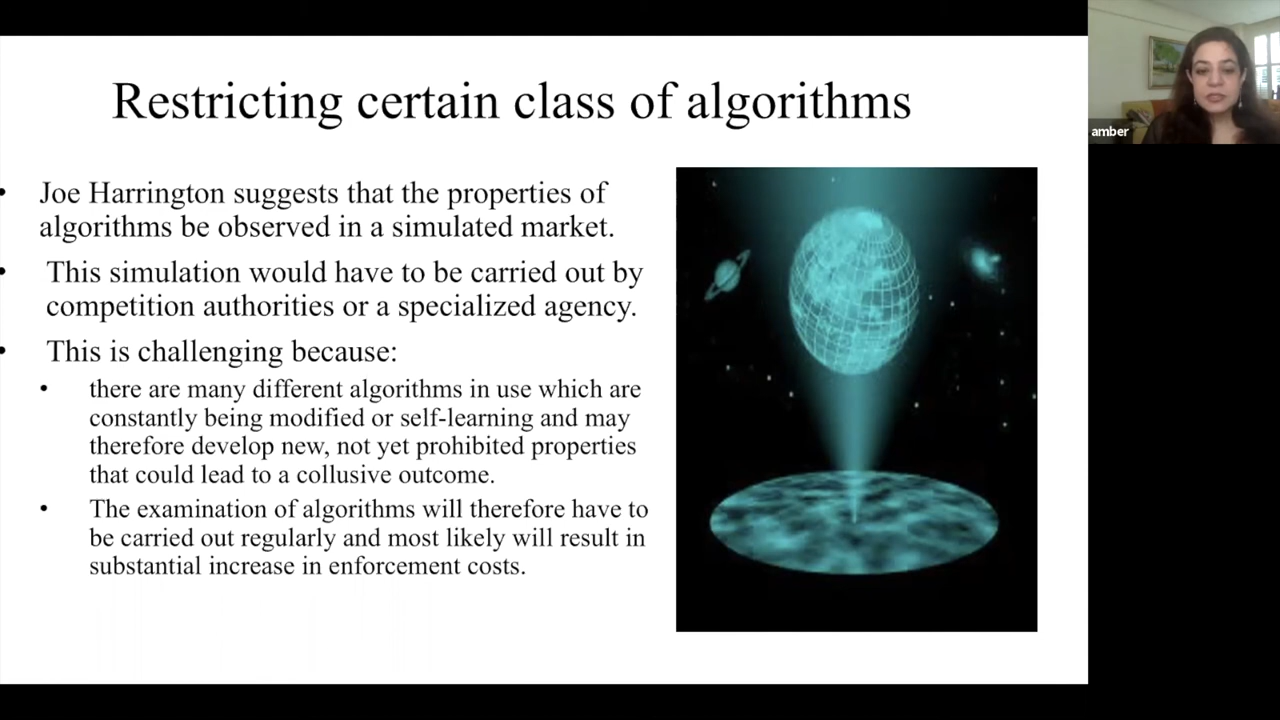 Restricting certain class of algorithms
• Joe Harrington suggests that the properties of
algorithms be observed in a simulated market.
• This simulation would have to be carried out by
competition authorities or a specialized agency.
• This is challenging because:
• there are many different algorithms in use which are
constantly being modified or self-learning and may
therefore develop new, not yet prohibited properties
that could lead to a collusive outcome.
• The examination of algorithms will therefore have to
be carried out regularly and most likely will result in
substantial increase in enforcement costs.
amber